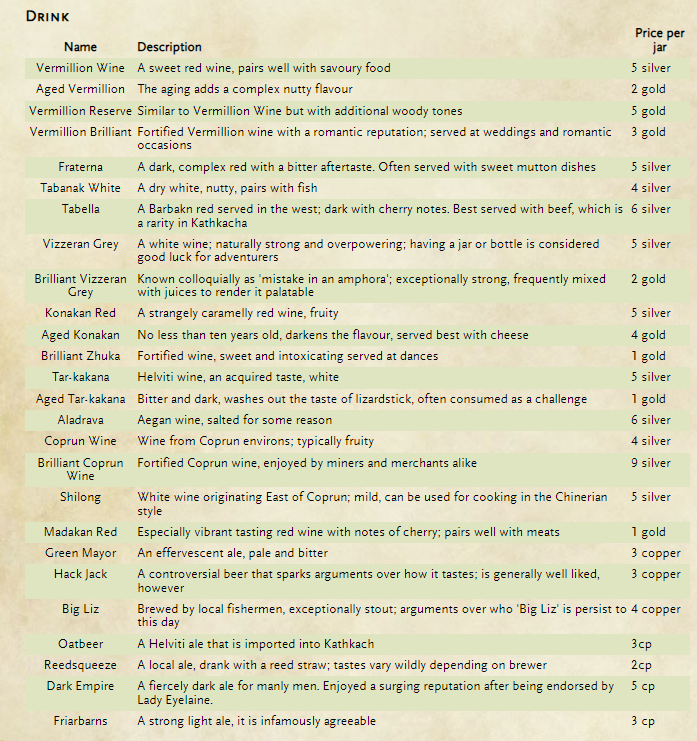 DRINK
Name Description Price per
jar
Vermillion Wine A sweet red wine, pairs well with savoury food 5 silver
Aged Vermillion The aging adds a complex nutty flavour 2 gold
Vermillion Reserve Similar to Vermillion Wine but with additional woody tones 5 gold
Vermillion Brilliant Fortified Vermillion wine with a romantic reputation; served at weddings and romantic 3 gold
occasions
Fraterna A dark, complex red with a bitter aftertaste. Often served with sweet mutton dishes 5 silver
Tabanak White A dry white, nutty, pairs with fish 4 silver
Tabella A Barbakn red served in the west; dark with cherry notes. Best served with beef, which is 6 silver
a rarity in Kathkacha
Vizzeran Grey A white wine; naturally strong and overpowering; having a jar or bottle is considered 5 silver
good luck for adventurers
Brilliant Vizzeran Known colloquially as 'mistake in an amphora'; exceptionally strong, frequently mixed 2 gold
Grey with juices to render it palatable
Konakan Red A strangely caramelly red wine, fruity 5 silver
Aged Konakan No less than ten years old, darkens the flavour, served best with cheese 4 gold
Brilliant Zhuka Fortified wine, sweet and intoxicating served at dances 1 gold
Tar-kakana Helviti wine, an acquired taste, white 5 silver
Aged Tar-kakana Bitter and dark, washes out the taste of lizardstick, often consumed as a challenge 1 gold
Aladrava Aegan wine, salted for some reason 6 silver
Coprun Wine Wine from Coprun environs; typically fruity 4 silver
Brilliant Coprun Fortified Coprun wine, enjoyed by miners and merchants alike 9 silver
Wine
Shilong White wine originating East of Coprun; mild, can be used for cooking in the Chinerian 5 silver
style
Madakan Red Especially vibrant tasting red wine with notes of cherry; pairs well with meats 1 gold
Green Mayor An effervescent ale, pale and bitter 3 copper
Hack Jack A controversial beer that sparks arguments over how it tastes; is generally well liked, 3 copper
however
Big Liz Brewed by local fishermen, exceptionally stout; arguments over who 'Big Liz' is persist to 4 copper
this day
Oatbeer A Helviti ale that is imported into Kathkach 3cp
Reedsqueeze A local ale, drank with a reed straw; tastes vary wildly depending on brewer 2cp
Dark Empire A fiercely dark ale for manly men. Enjoyed a surging reputation after being endorsed by 5 cp
Lady Eyelaine.
Friarbarns A strong light ale, it is infamously agreeable 3 cp